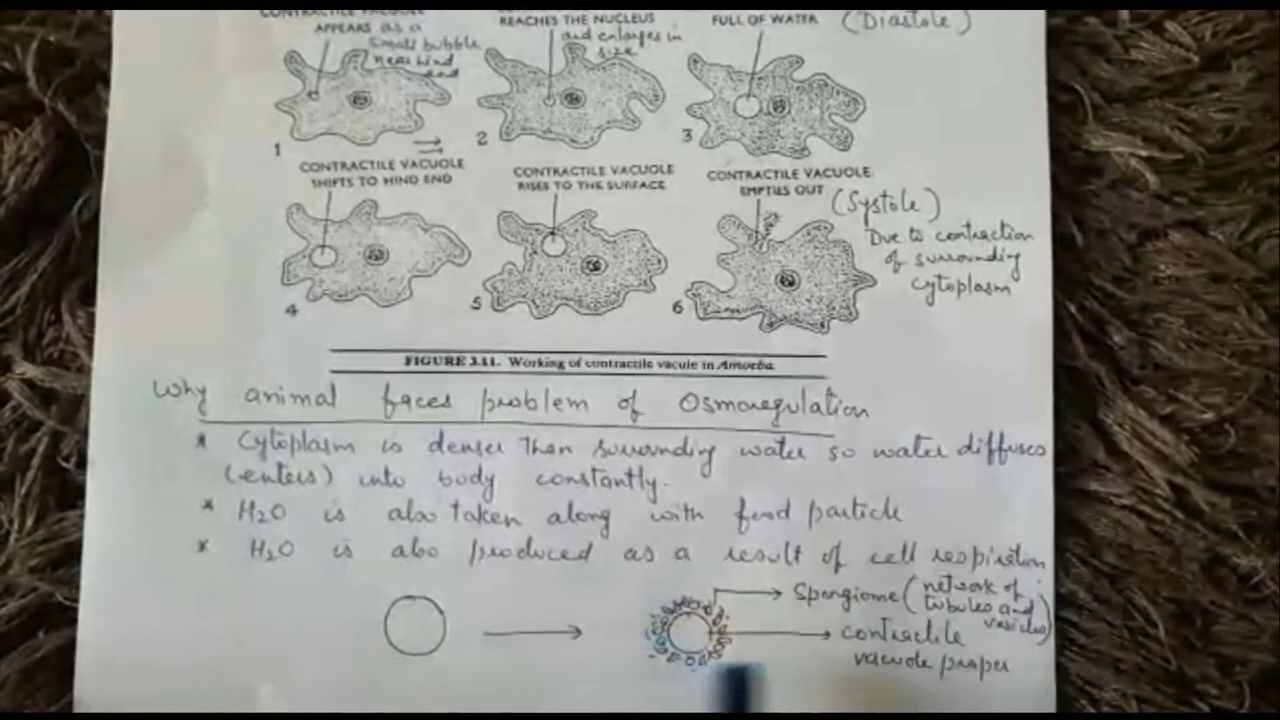 CONTRACTILE VACUOLE
APPEARS as a
small bubble
near hind
end
REACHES THE NUCLEUS
and enlarges in
size
FULL OF WATER (Diastole)
1
2
3
CONTRACTILE VACUOLE
SHIFTS TO HIND END
CONTRACTILE VACUOLE
RISES TO THE SURFACE
CONTRACTILE VACUOLE
EMPTIES OUT (Systole)
Due to contraction
of surrounding
cytoplasm
4
5
6
FIGURE 3.11. Working of contractile vacule in Amoeba
Why animal faces problem of Osmoregulation
* Cytoplasm is denser than surrounding water so water diffuses
(enters) into body constantly.
* H2O is also taken along with food particle
* H2O is also produced as a result of cell respiration
Spongiome (network of
tubules and
vesicles)
contractile
vacuole proper